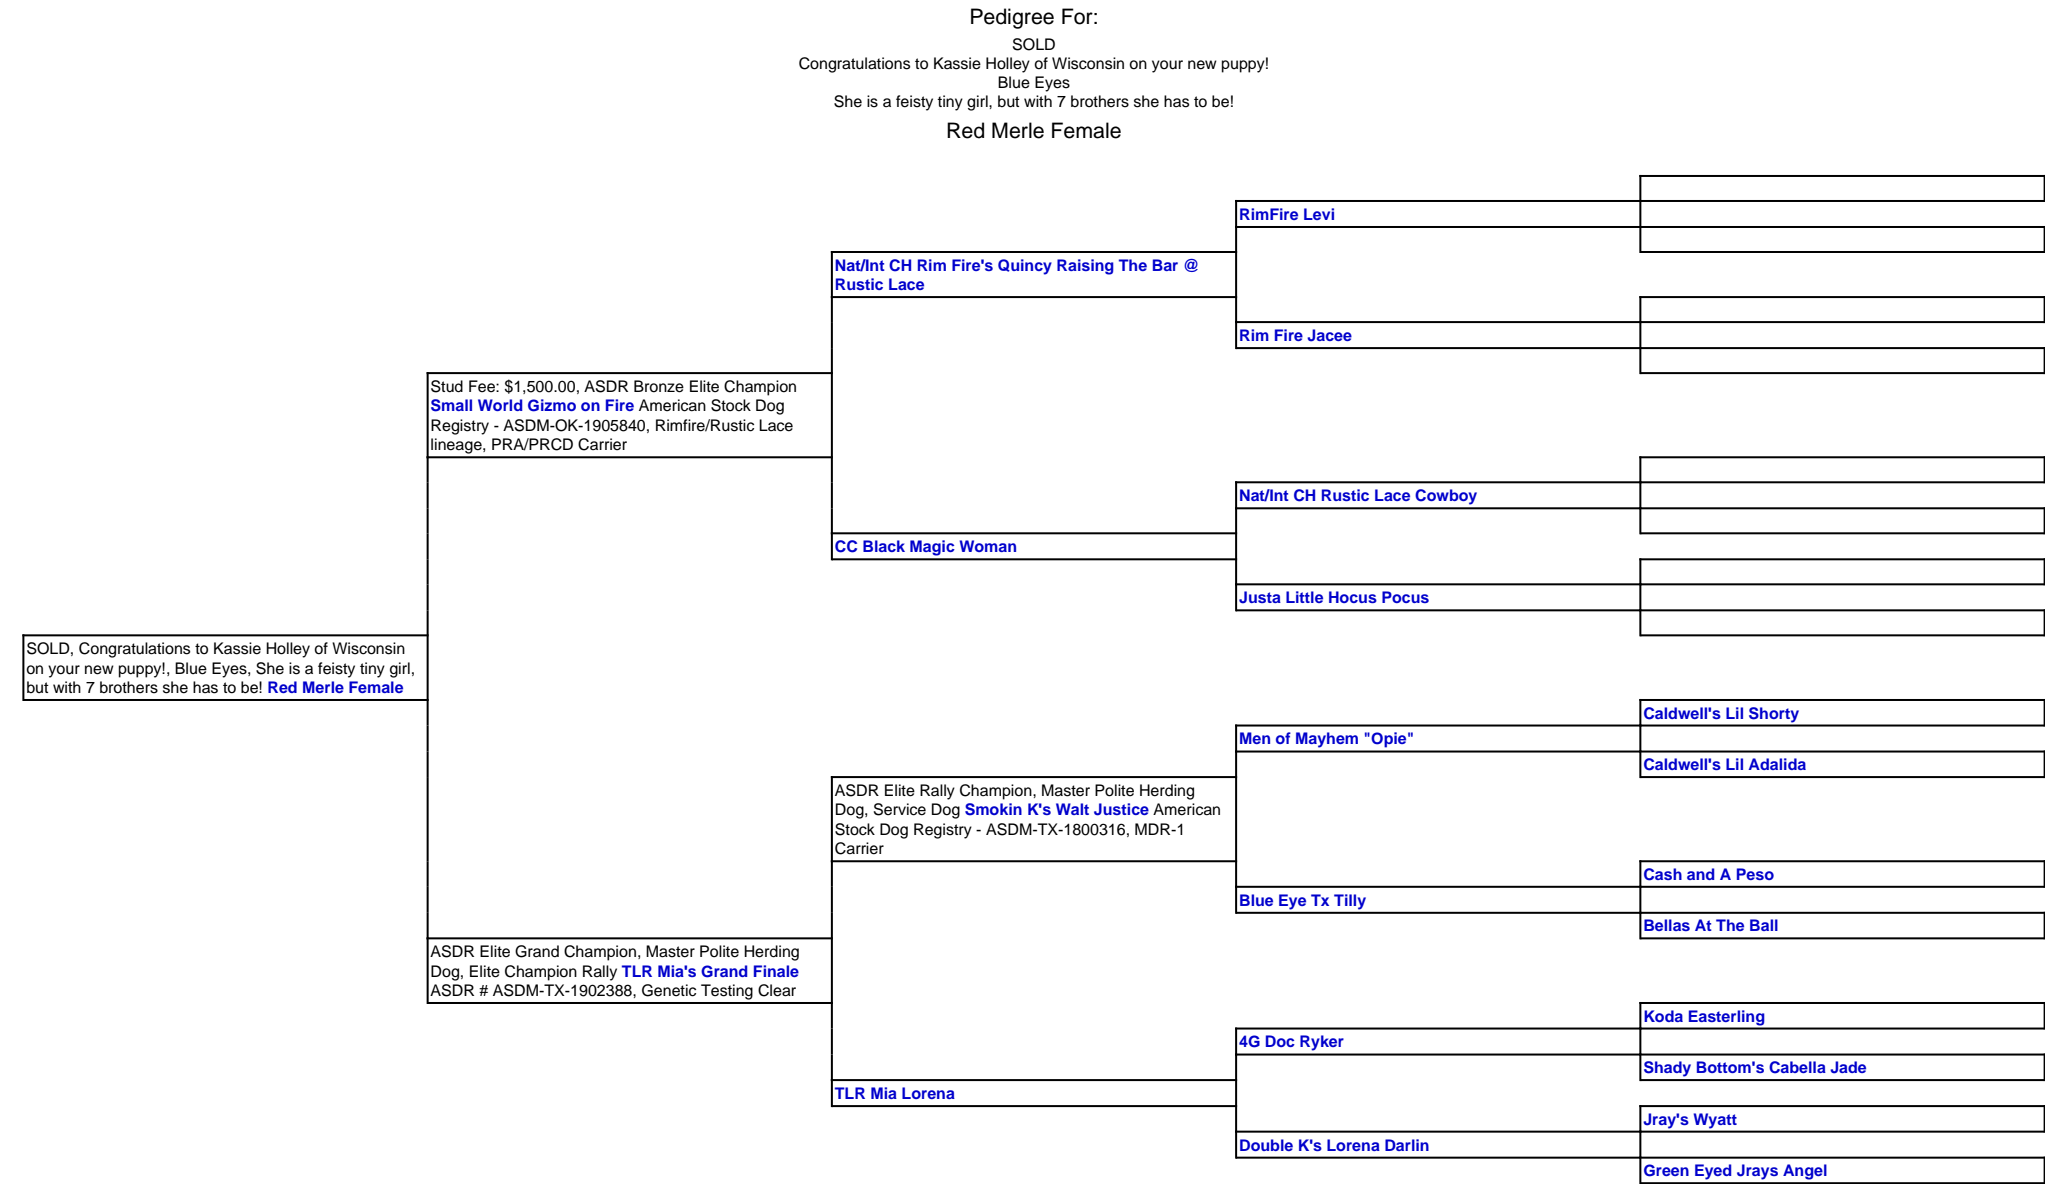 Pedigree For:
SOLD
Congratulations to Kassie Holley of Wisconsin on your new puppy!
Blue Eyes
She is a feisty tiny girl, but with 7 brothers she has to be!
Red Merle Female
RimFire Levi
Nat/Int CH Rim Fire's Quincy Raising The Bar @
Rustic Lace
Rim Fire Jacee
Stud Fee: $1,500.00, ASDR Bronze Elite Champion
Small World Gizmo on Fire American Stock Dog
Registry - ASDM-OK-1905840, Rimfire/Rustic Lace
lineage, PRA/PRCD Carrier
Nat/Int CH Rustic Lace Cowboy
CC Black Magic Woman
Justa Little Hocus Pocus
SOLD, Congratulations to Kassie Holley of Wisconsin
on your new puppy!, Blue Eyes, She is a feisty tiny girl,
but with 7 brothers she has to be! Red Merle Female
Caldwell's Lil Shorty
Men of Mayhem "Opie"
Caldwell's Lil Adalida
ASDR Elite Rally Champion, Master Polite Herding
Dog, Service Dog Smokin K's Walt Justice American
Stock Dog Registry - ASDM-TX-1800316, MDR-1
Carrier
Cash and A Peso
Blue Eye Tx Tilly
Bellas At The Ball
ASDR Elite Grand Champion, Master Polite Herding
Dog, Elite Champion Rally TLR Mia's Grand Finale
ASDR # ASDM-TX-1902388, Genetic Testing Clear
Koda Easterling
4G Doc Ryker
Shady Bottom's Cabella Jade
TLR Mia Lorena
Jray's Wyatt
Double K's Lorena Darlin
Green Eyed Jrays Angel